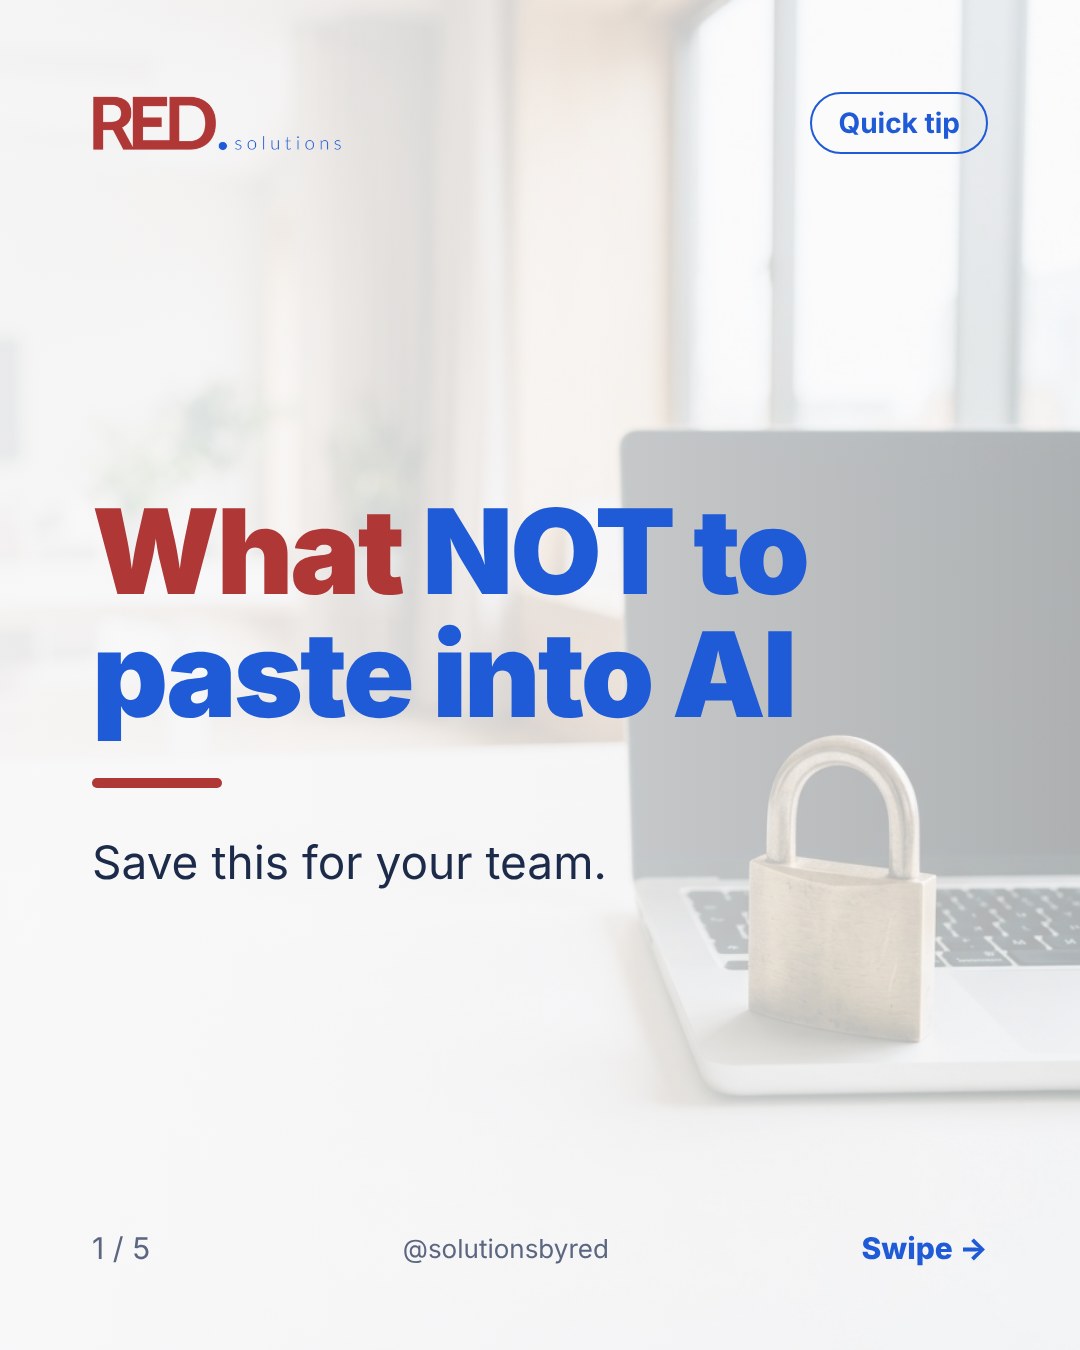 RED.solutions
Quick tip
What NOT to
paste into AI
Save this for your team.
1 / 5
@solutionsbyred
Swipe →